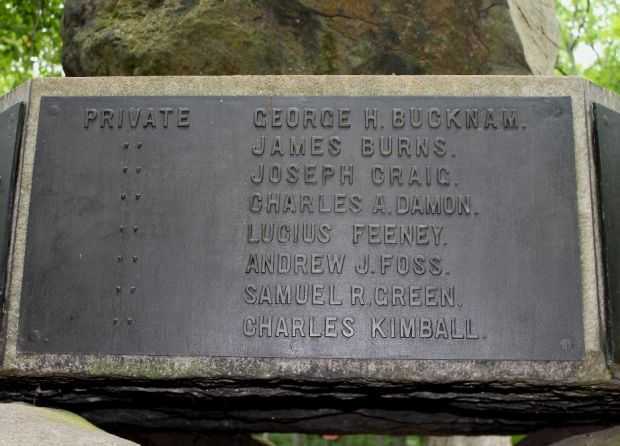 PRIVATE GEORGE H. BUCKNAM.
" JAMES BURNS.
" JOSEPH CRAIG.
" CHARLES A. DAMON.
" LUCIUS FEENEY.
" ANDREW J. FOSS.
" SAMUEL R. GREEN.
" CHARLES KIMBALL.